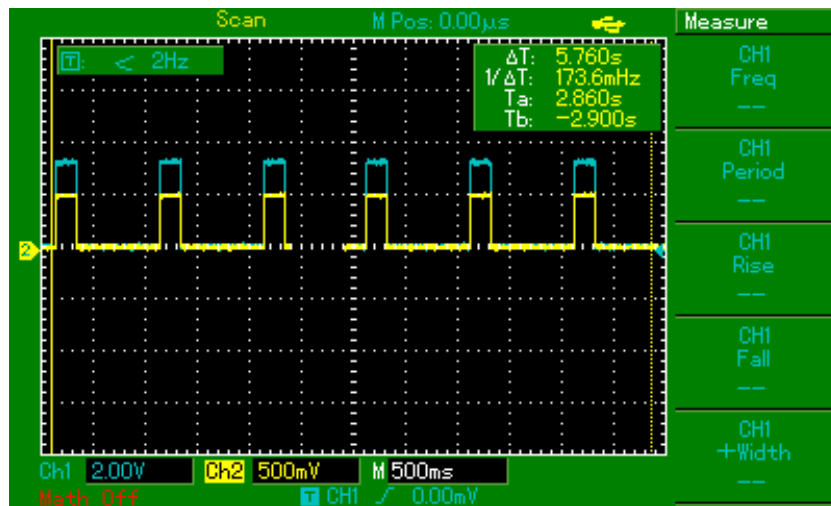 Scan M Pos: 0.00µs Measure
T: < 2Hz
ΔT: 5.760s
1/ΔT: 173.6mHz
Ta: 2.860s
Tb: -2.900s
CH1
Freq
--
CH1
Period
--
CH1
Rise
--
CH1
Fall
--
CH1
+Width
--
2
Ch1 2.00V Ch2 500mV M 500ms
Math Off T CH1 0.00mV